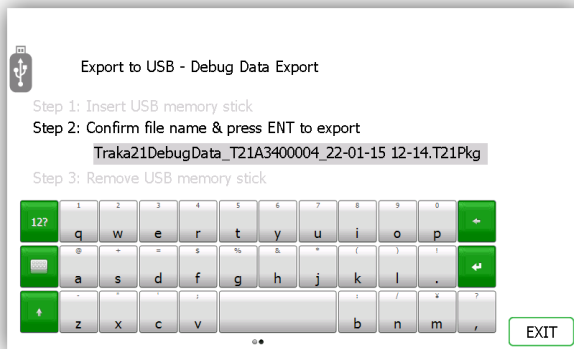 Export to USB - Debug Data Export
Step 1: Insert USB memory stick
Step 2: Confirm file name & press ENT to export
Traka21DebugData_T21A3400004_22-01-15 12-14.T21Pkg
Step 3: Remove USB memory stick
1 2 3 4 5 6 7 8 9 0
12? q w e r t y u i o p
@ + = $ % & * ( ) !
a s d f g h j k l .
- " ' ; : / ¥ ?
z x c v b n m ,
EXIT